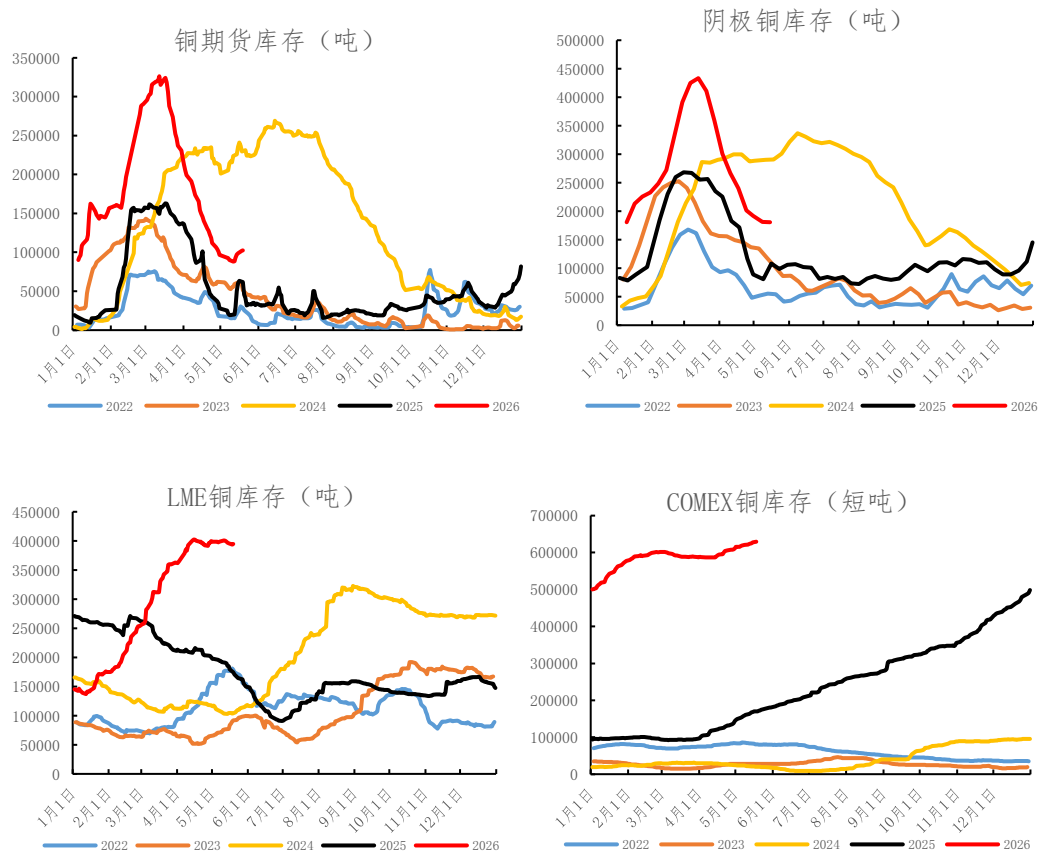 铜期货库存（吨）
350000
300000
250000
200000
150000
100000
50000
0
1月1日
2月1日
3月1日
4月1日
5月1日
6月1日
7月1日
8月1日
9月1日
10月1日
11月1日
12月1日
2022 2023 2024 2025 2026
阴极铜库存（吨）
500000
450000
400000
350000
300000
250000
200000
150000
100000
50000
0
1月1日
2月1日
3月1日
4月1日
5月1日
6月1日
7月1日
8月1日
9月1日
10月1日
11月1日
12月1日
2022 2023 2024 2025 2026
LME铜库存（吨）
450000
400000
350000
300000
250000
200000
150000
100000
50000
0
1月1日
2月1日
3月1日
4月1日
5月1日
6月1日
7月1日
8月1日
9月1日
10月1日
11月1日
12月1日
2022 2023 2024 2025 2026
COMEX铜库存（短吨）
700000
600000
500000
400000
300000
200000
100000
0
1月1日
2月1日
3月1日
4月1日
5月1日
6月1日
7月1日
8月1日
9月1日
10月1日
11月1日
12月1日
2022 2023 2024 2025 2026